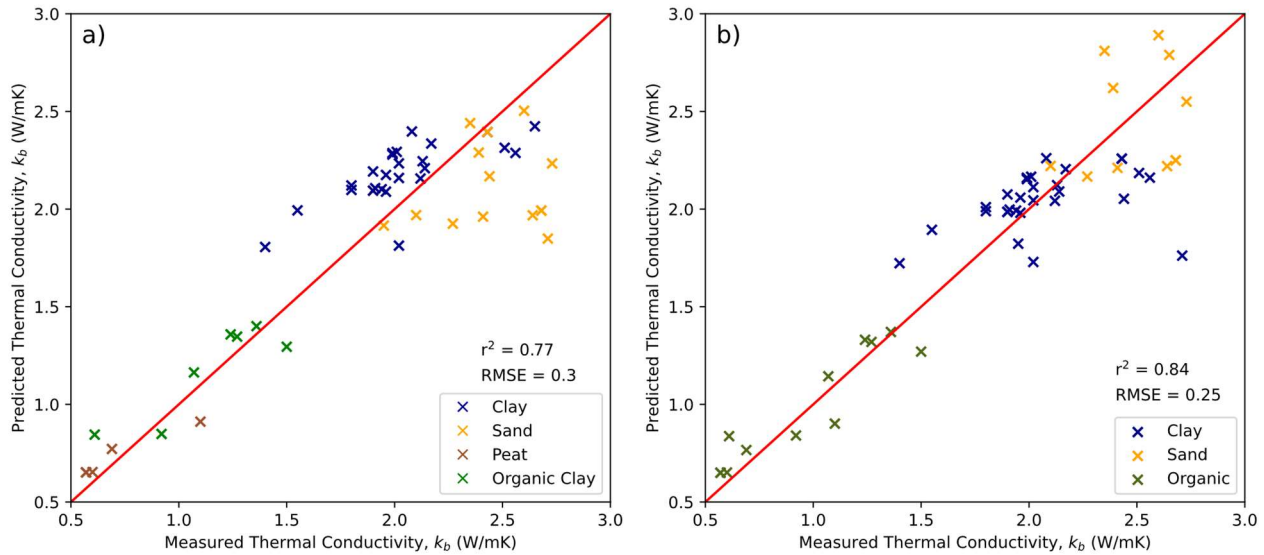 a)
3.0
2.5
2.0
1.5
1.0
0.5
Predicted Thermal Conductivity, k_b (W/mK)
r² = 0.77
RMSE = 0.3
Clay
Sand
Peat
Organic Clay
0.5 1.0 1.5 2.0 2.5 3.0
Measured Thermal Conductivity, k_b (W/mK)
b)
3.0
2.5
2.0
1.5
1.0
0.5
Predicted Thermal Conductivity, k_b (W/mK)
r² = 0.84
RMSE = 0.25
Clay
Sand
Organic
0.5 1.0 1.5 2.0 2.5 3.0
Measured Thermal Conductivity, k_b (W/mK)